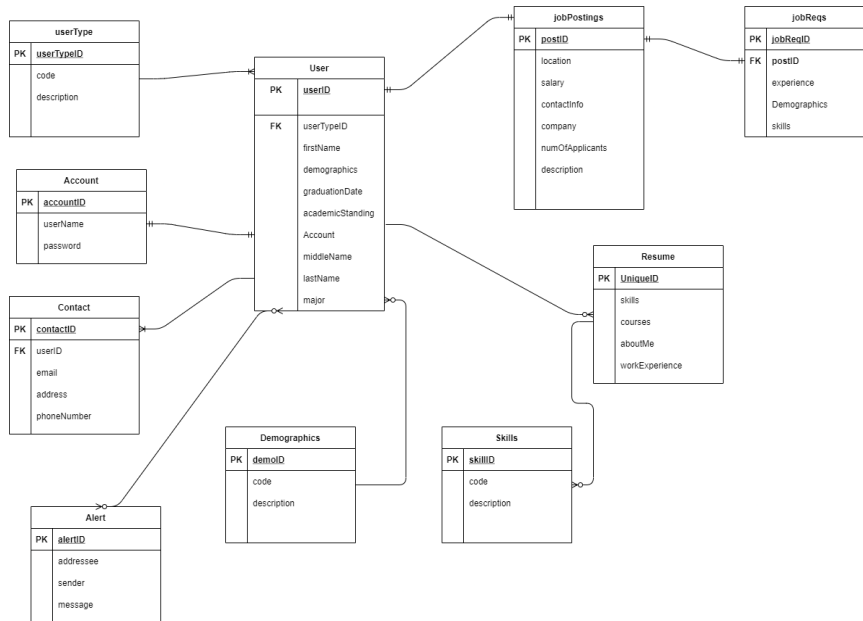 userType
PK userTypeID
code
description
User
PK userID
FK userTypeID
firstName
demographics
graduationDate
academicStanding
Account
middleName
lastName
major
jobPostings
PK postID
location
salary
contactInfo
company
numOfApplicants
description
jobReqs
PK jobReqID
FK postID
experience
Demographics
skills
Account
PK accountID
userName
password
Contact
PK contactID
FK userID
email
address
phoneNumber
Resume
PK UniqueID
skills
courses
aboutMe
workExperience
Demographics
PK demoID
code
description
Skills
PK skillID
code
description
Alert
PK alertID
addressee
sender
message